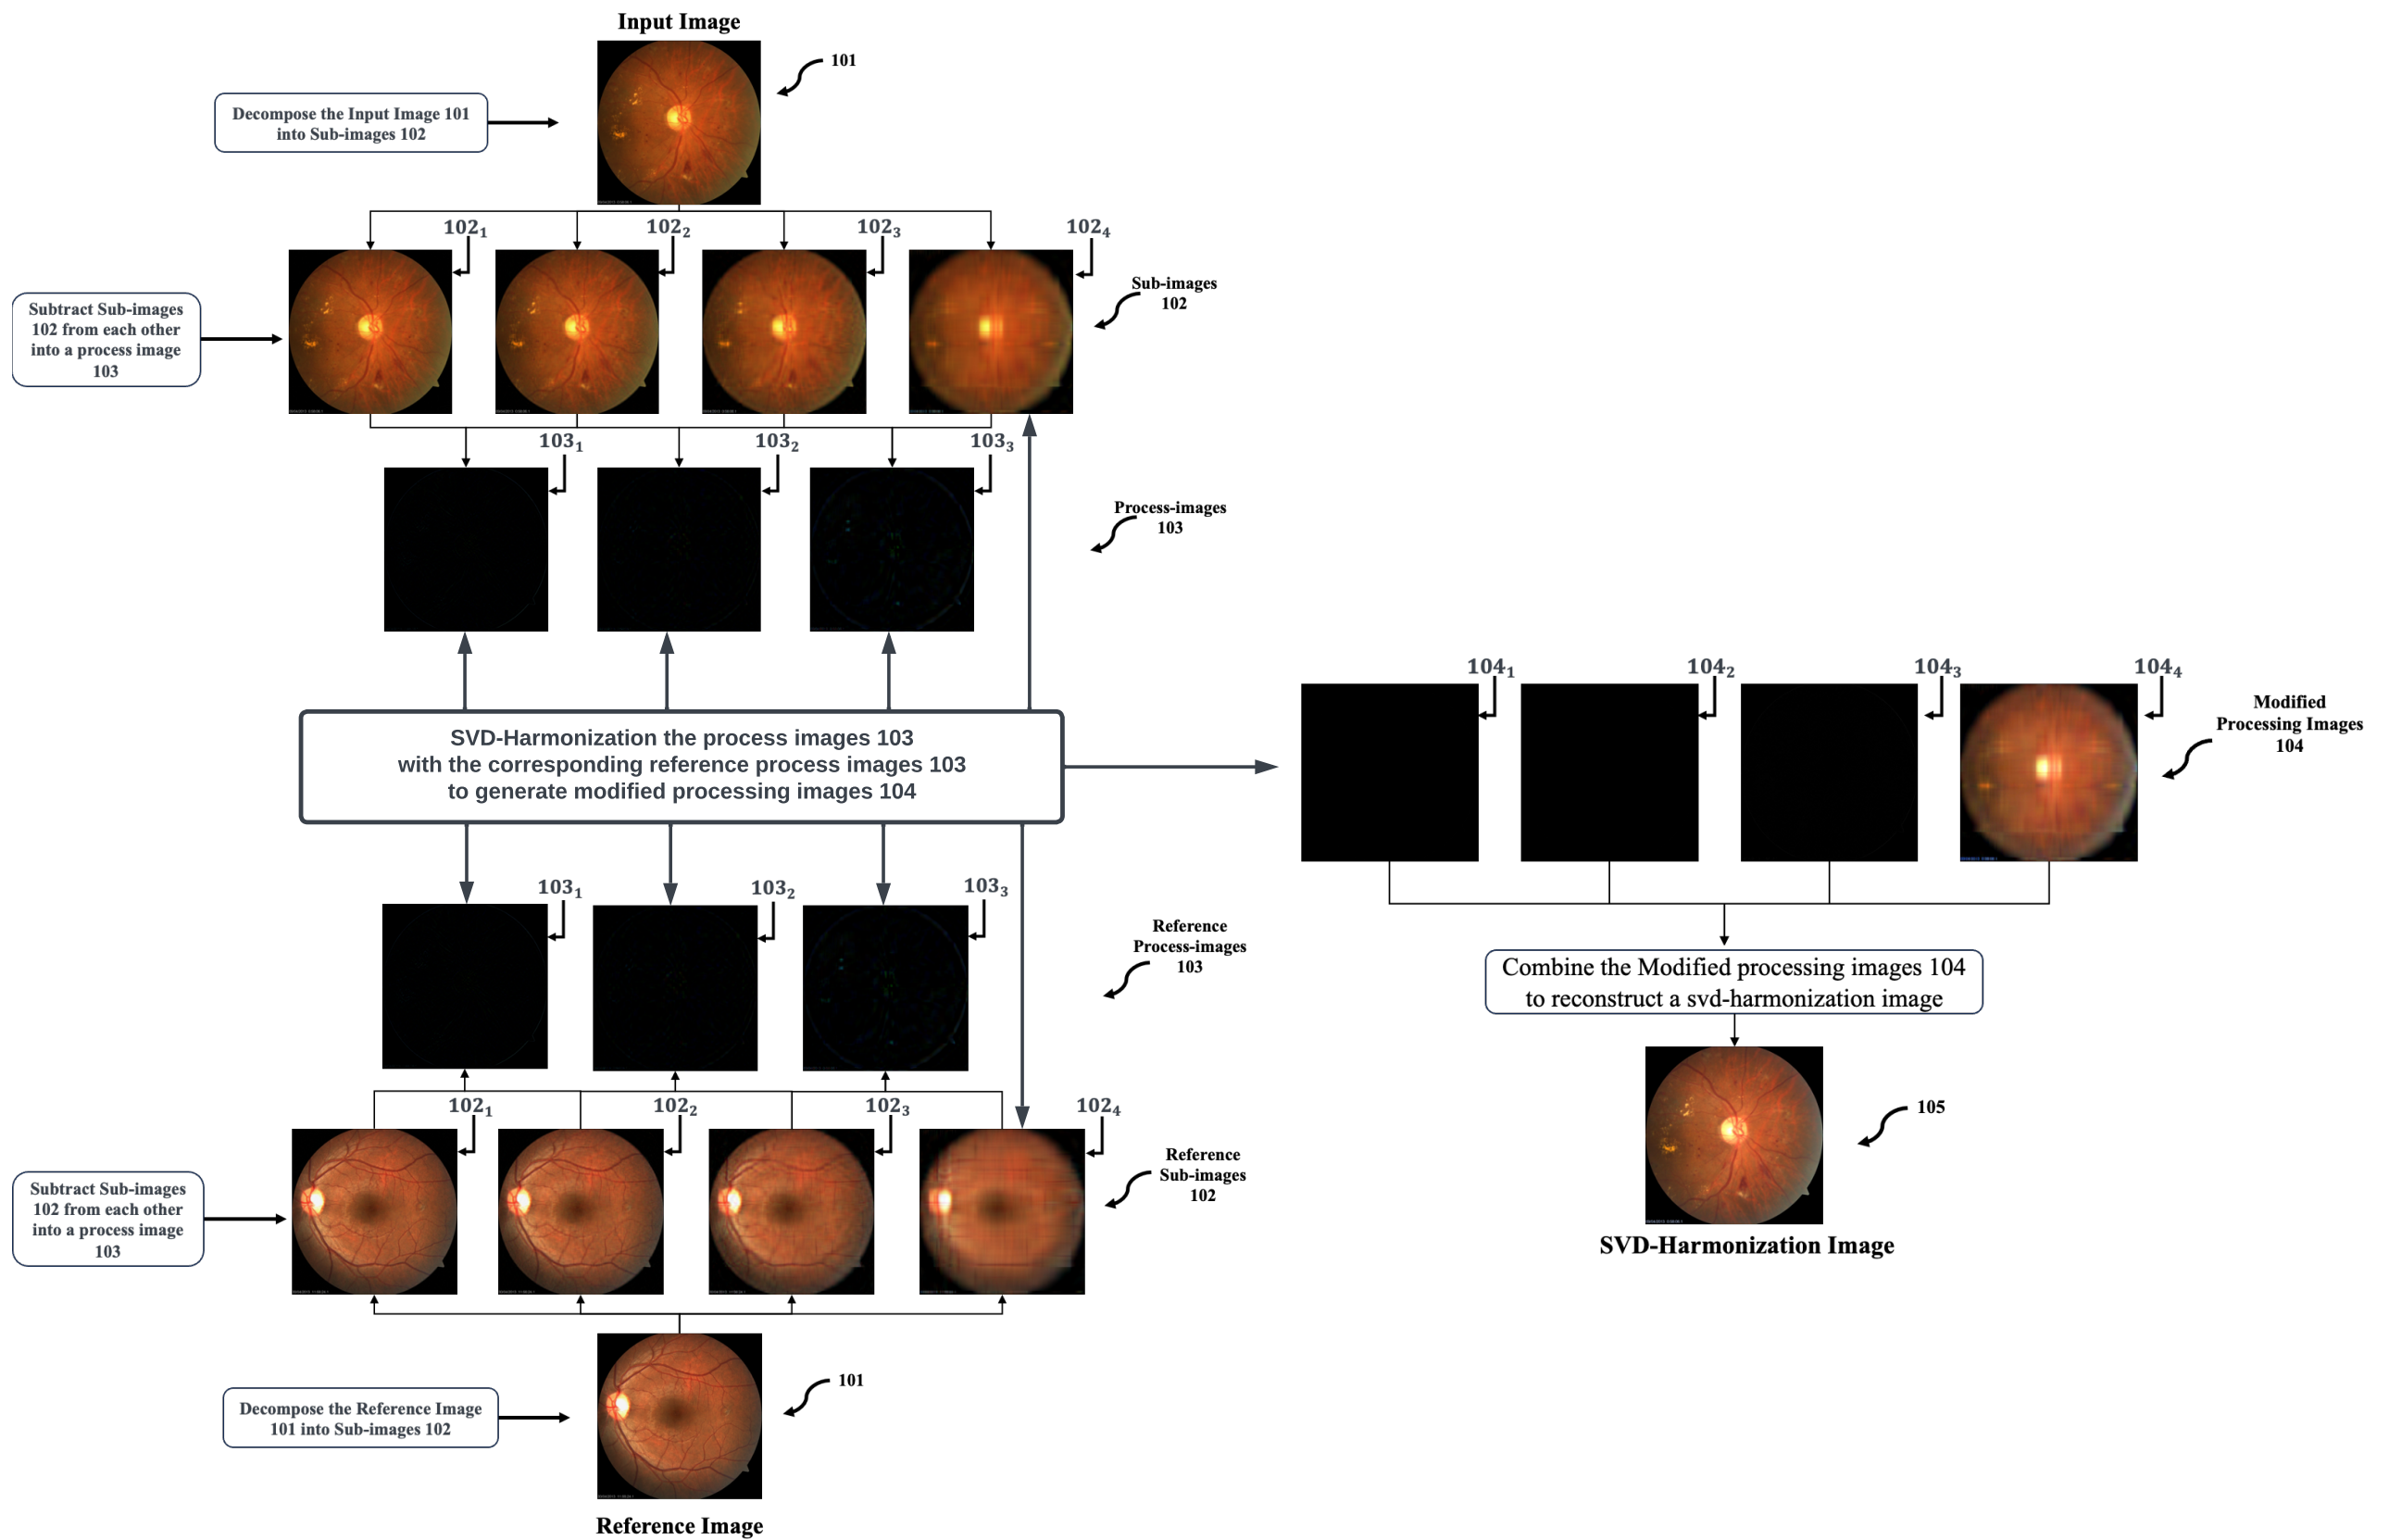 Input Image
101
Decompose the Input Image 101
into Sub-images 102
102₁
102₂
102₃
102₄
Sub-images
102
Subtract Sub-images
102 from each other
into a process image
103
103₁
103₂
103₃
Process-images
103
SVD-Harmonization the process images 103
with the corresponding reference process images 103
to generate modified processing images 104
104₁
104₂
104₃
104₄
Modified
Processing Images
104
103₁
103₂
103₃
Reference
Process-images
103
Combine the Modified processing images 104
to reconstruct a svd-harmonization image
105
SVD-Harmonization Image
102₁
102₂
102₃
102₄
Reference
Sub-images
102
Subtract Sub-images
102 from each other
into a process image
103
Decompose the Reference Image
101 into Sub-images 102
101
Reference Image